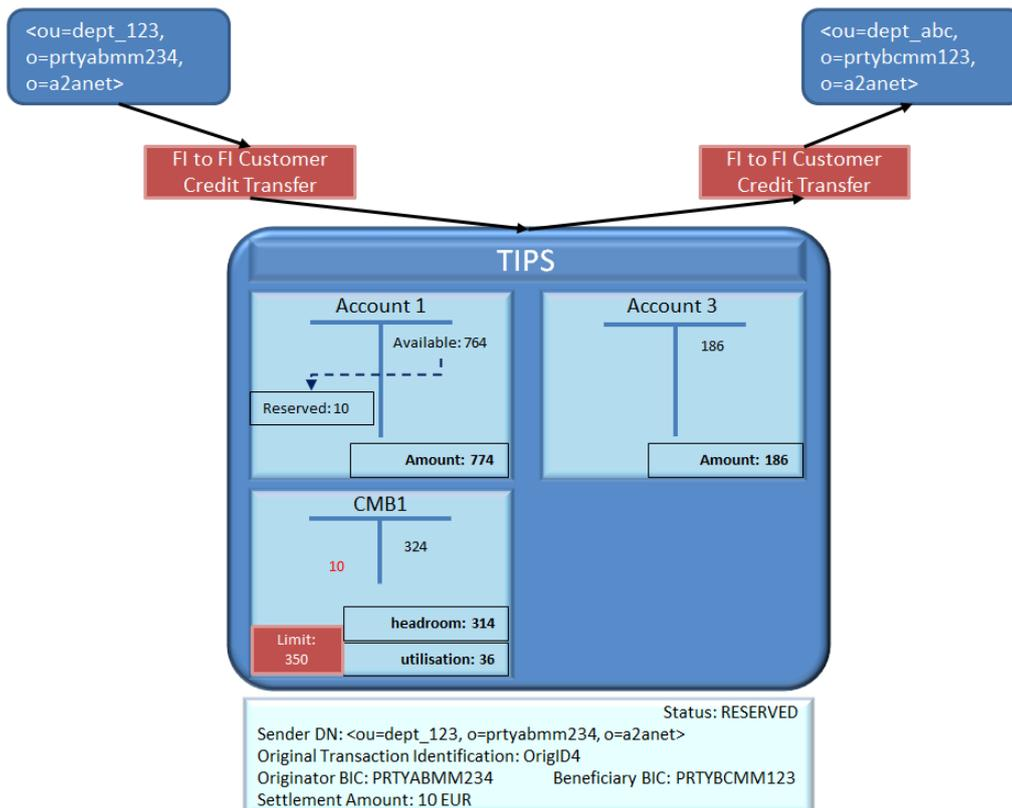 <ou=dept_123,
o=prtyabmm234,
o=a2anet>
<ou=dept_abc,
o=prtybcmm123,
o=a2anet>
FI to FI Customer
Credit Transfer
FI to FI Customer
Credit Transfer
TIPS
Account 1
Available: 764
Reserved: 10
Amount: 774
Account 3
186
Amount: 186
CMB1
324
10
headroom: 314
Limit:
350
utilisation: 36
Status: RESERVED
Sender DN: <ou=dept_123, o=prtyabmm234, o=a2anet>
Original Transaction Identification: OrigID4
Originator BIC: PRTYABMM234 Beneficiary BIC: PRTYBCMM123
Settlement Amount: 10 EUR